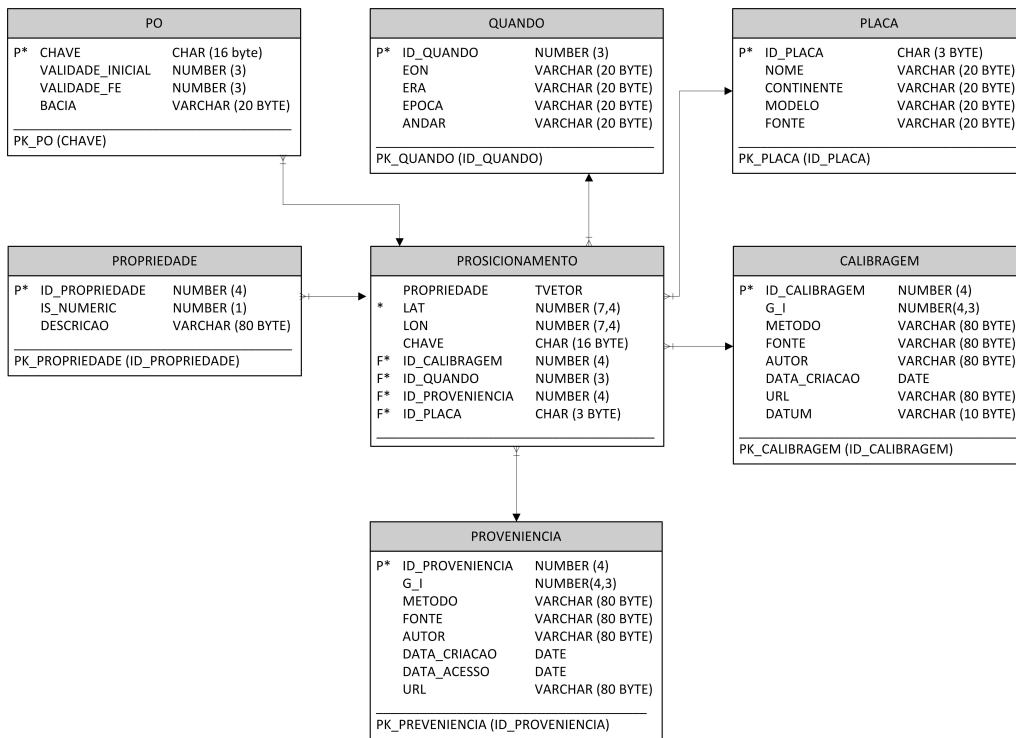 PO
P* CHAVE CHAR (16 byte)
VALIDADE_INICIAL NUMBER (3)
VALIDADE_FE NUMBER (3)
BACIA VARCHAR (20 BYTE)
PK_PO (CHAVE)
QUANDO
P* ID_QUANDO NUMBER (3)
EON VARCHAR (20 BYTE)
ERA VARCHAR (20 BYTE)
EPOCA VARCHAR (20 BYTE)
ANDAR VARCHAR (20 BYTE)
PK_QUANDO (ID_QUANDO)
PLACA
P* ID_PLACA CHAR (3 BYTE)
NOME VARCHAR (20 BYTE)
CONTINENTE VARCHAR (20 BYTE)
MODELO VARCHAR (20 BYTE)
FONTE VARCHAR (20 BYTE)
PK_PLACA (ID_PLACA)
PROPRIEDADE
P* ID_PROPRIEDADE NUMBER (4)
IS_NUMERIC NUMBER (1)
DESCRICAO VARCHAR (80 BYTE)
PK_PROPRIEDADE (ID_PROPRIEDADE)
PROSICIONAMENTO
PROPRIEDADE TVETOR
* LAT NUMBER (7,4)
LON NUMBER (7,4)
CHAVE CHAR (16 BYTE)
F* ID_CALIBRAGEM NUMBER (4)
F* ID_QUANDO NUMBER (3)
F* ID_PROVENIENCIA NUMBER (4)
F* ID_PLACA CHAR (3 BYTE)
CALIBRAGEM
P* ID_CALIBRAGEM NUMBER (4)
G_I NUMBER(4,3)
METODO VARCHAR (80 BYTE)
FONTE VARCHAR (80 BYTE)
AUTOR VARCHAR (80 BYTE)
DATA_CRIACAO DATE
URL VARCHAR (80 BYTE)
DATUM VARCHAR (10 BYTE)
PK_CALIBRAGEM (ID_CALIBRAGEM)
PROVENIENCIA
P* ID_PROVENIENCIA NUMBER (4)
G_I NUMBER(4,3)
METODO VARCHAR (80 BYTE)
FONTE VARCHAR (80 BYTE)
AUTOR VARCHAR (80 BYTE)
DATA_CRIACAO DATE
DATA_ACESSO DATE
URL VARCHAR (80 BYTE)
PK_PREVENIENCIA (ID_PROVENIENCIA)